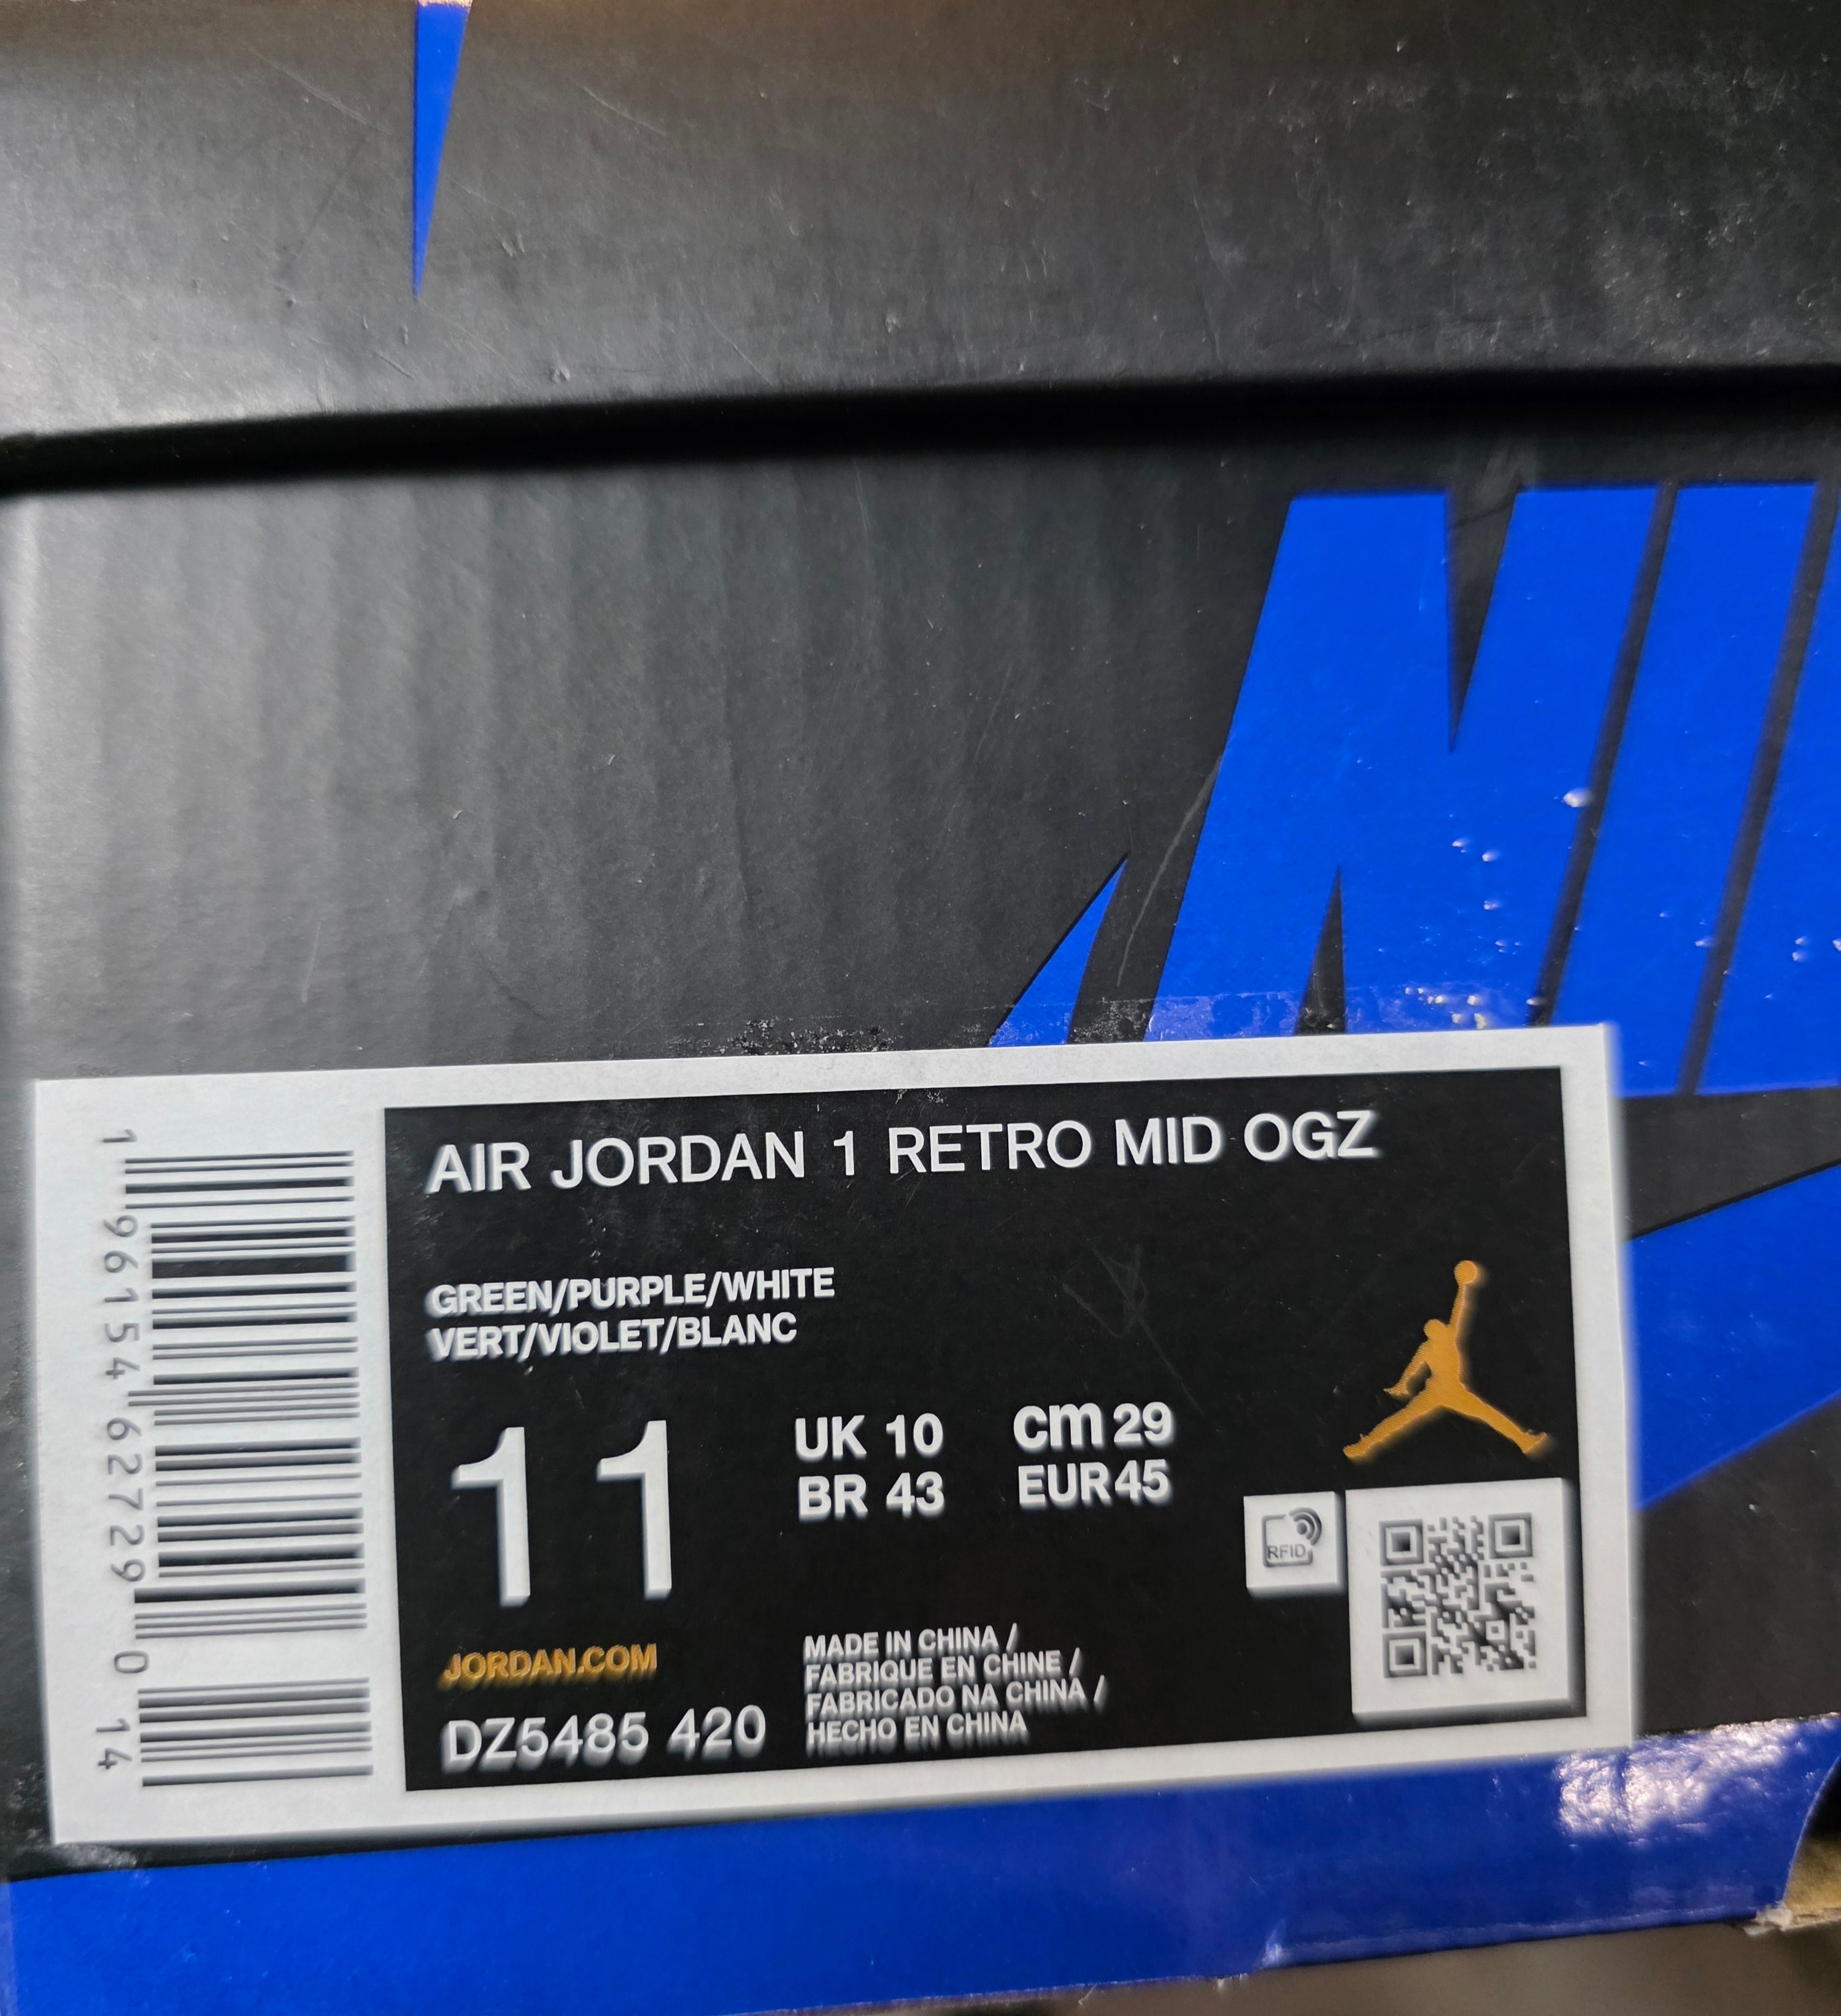 NI
AIR JORDAN 1 RETRO MID OGZ
GREEN/PURPLE/WHITE
VERT/VIOLET/BLANC
11
UK 10 cm 29
BR 43 EUR 45
RFID
JORDAN.COM
DZ5485 420
MADE IN CHINA /
FABRIQUE EN CHINE /
FABRICADO NA CHINA /
HECHO EN CHINA
1 96154 62729 0 14